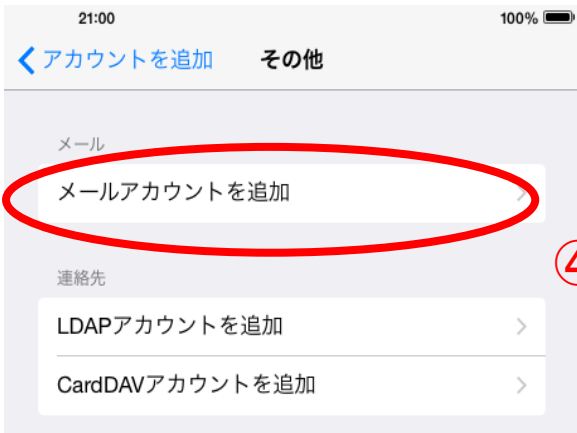 21:00 100%
アカウントを追加 その他
メール
メールアカウントを追加
連絡先
LDAPアカウントを追加
CardDAVアカウントを追加